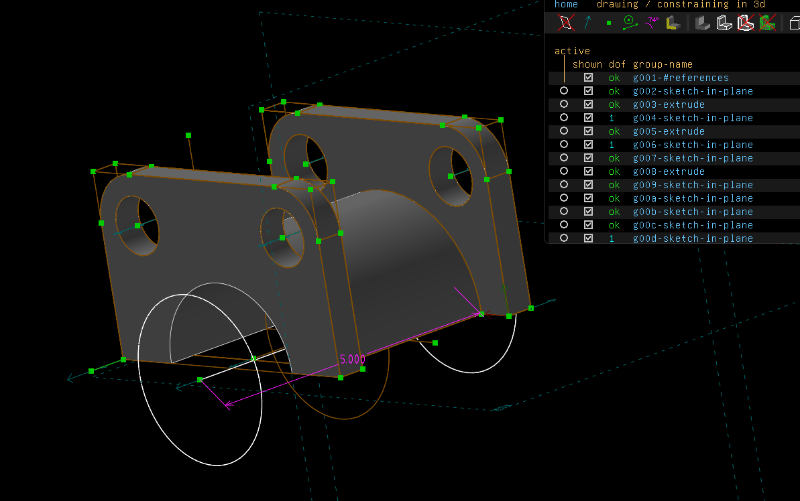 home drawing / constraining in 3d
active
shown dof group-name
ok g001-#references
ok g002-sketch-in-plane
ok g003-extrude
1 g004-sketch-in-plane
ok g005-extrude
1 g006-sketch-in-plane
ok g007-sketch-in-plane
ok g008-extrude
ok g009-sketch-in-plane
ok g00a-sketch-in-plane
ok g00b-sketch-in-plane
ok g00c-sketch-in-plane
1 g00d-sketch-in-plane
5.000